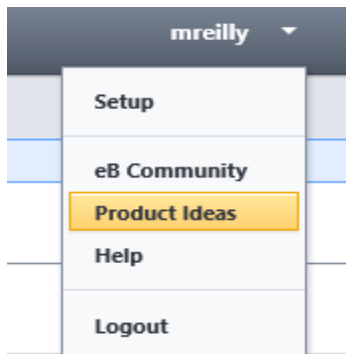 mreilly
Setup
eB Community
Product Ideas
Help
Logout